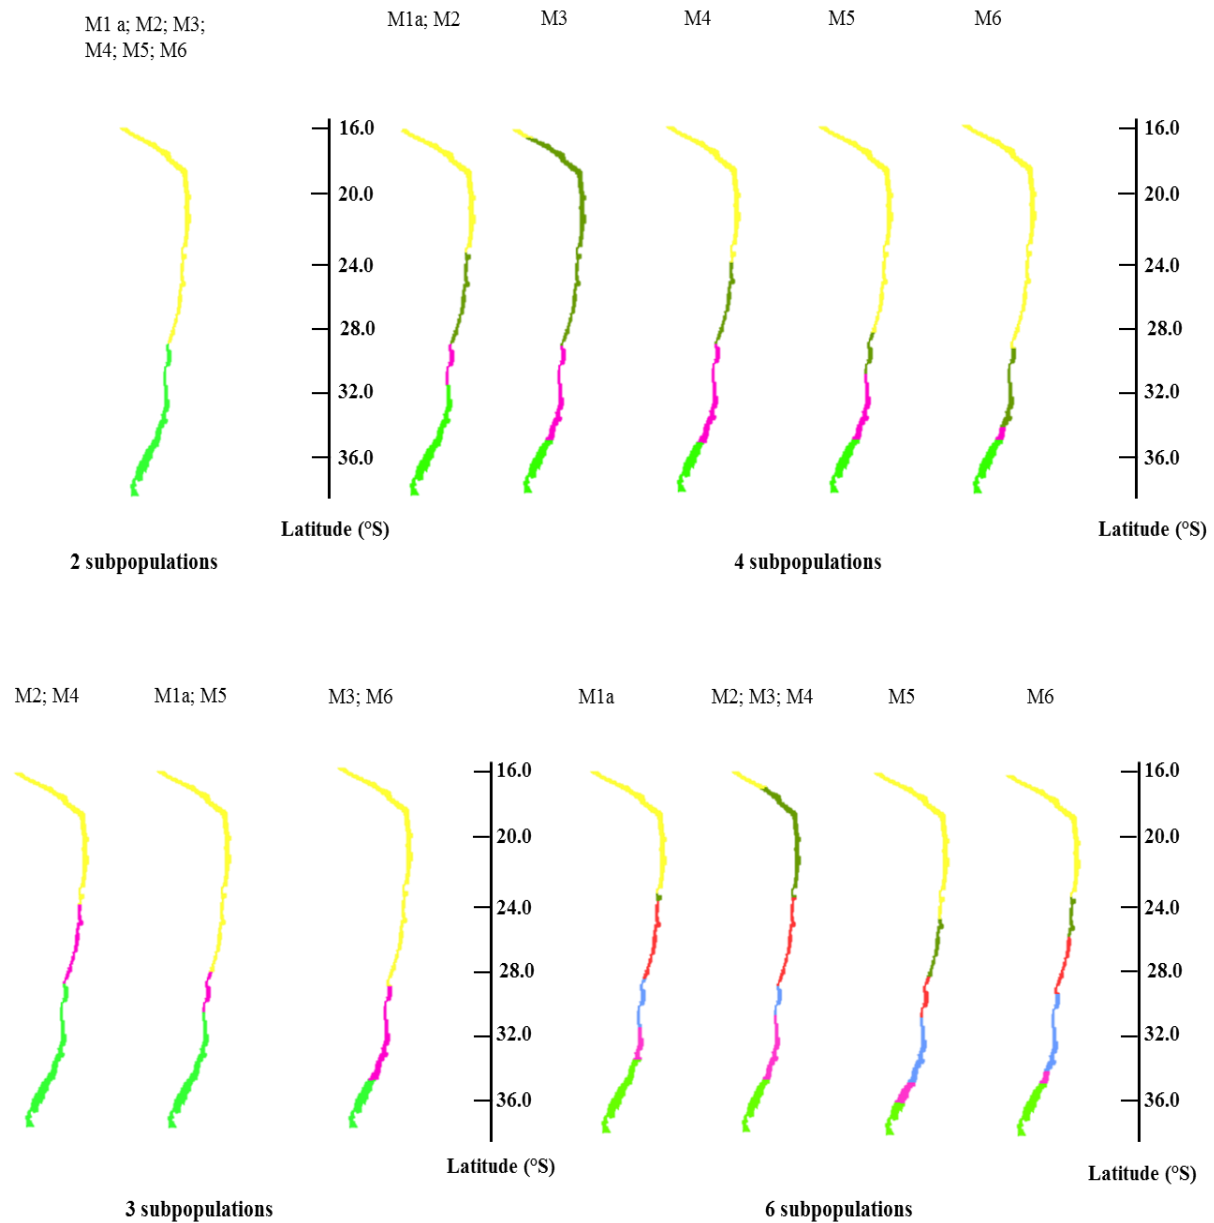 M1 a; M2; M3;
M4; M5; M6
M1a; M2
M3
M4
M5
M6
16.0
20.0
24.0
28.0
32.0
36.0
Latitude (°S)
2 subpopulations
16.0
20.0
24.0
28.0
32.0
36.0
Latitude (°S)
4 subpopulations
M2; M4
M1a; M5
M3; M6
16.0
20.0
24.0
28.0
32.0
36.0
Latitude (°S)
3 subpopulations
M1a
M2; M3; M4
M5
M6
16.0
20.0
24.0
28.0
32.0
36.0
Latitude (°S)
6 subpopulations